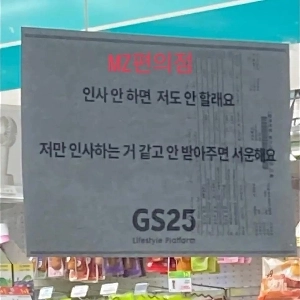 MZ편의점
인사 안 하면 저도 안 할래요
저만 인사하는 거 같고 안 받아주면 서운해요
GS25
Lifestyle Platform